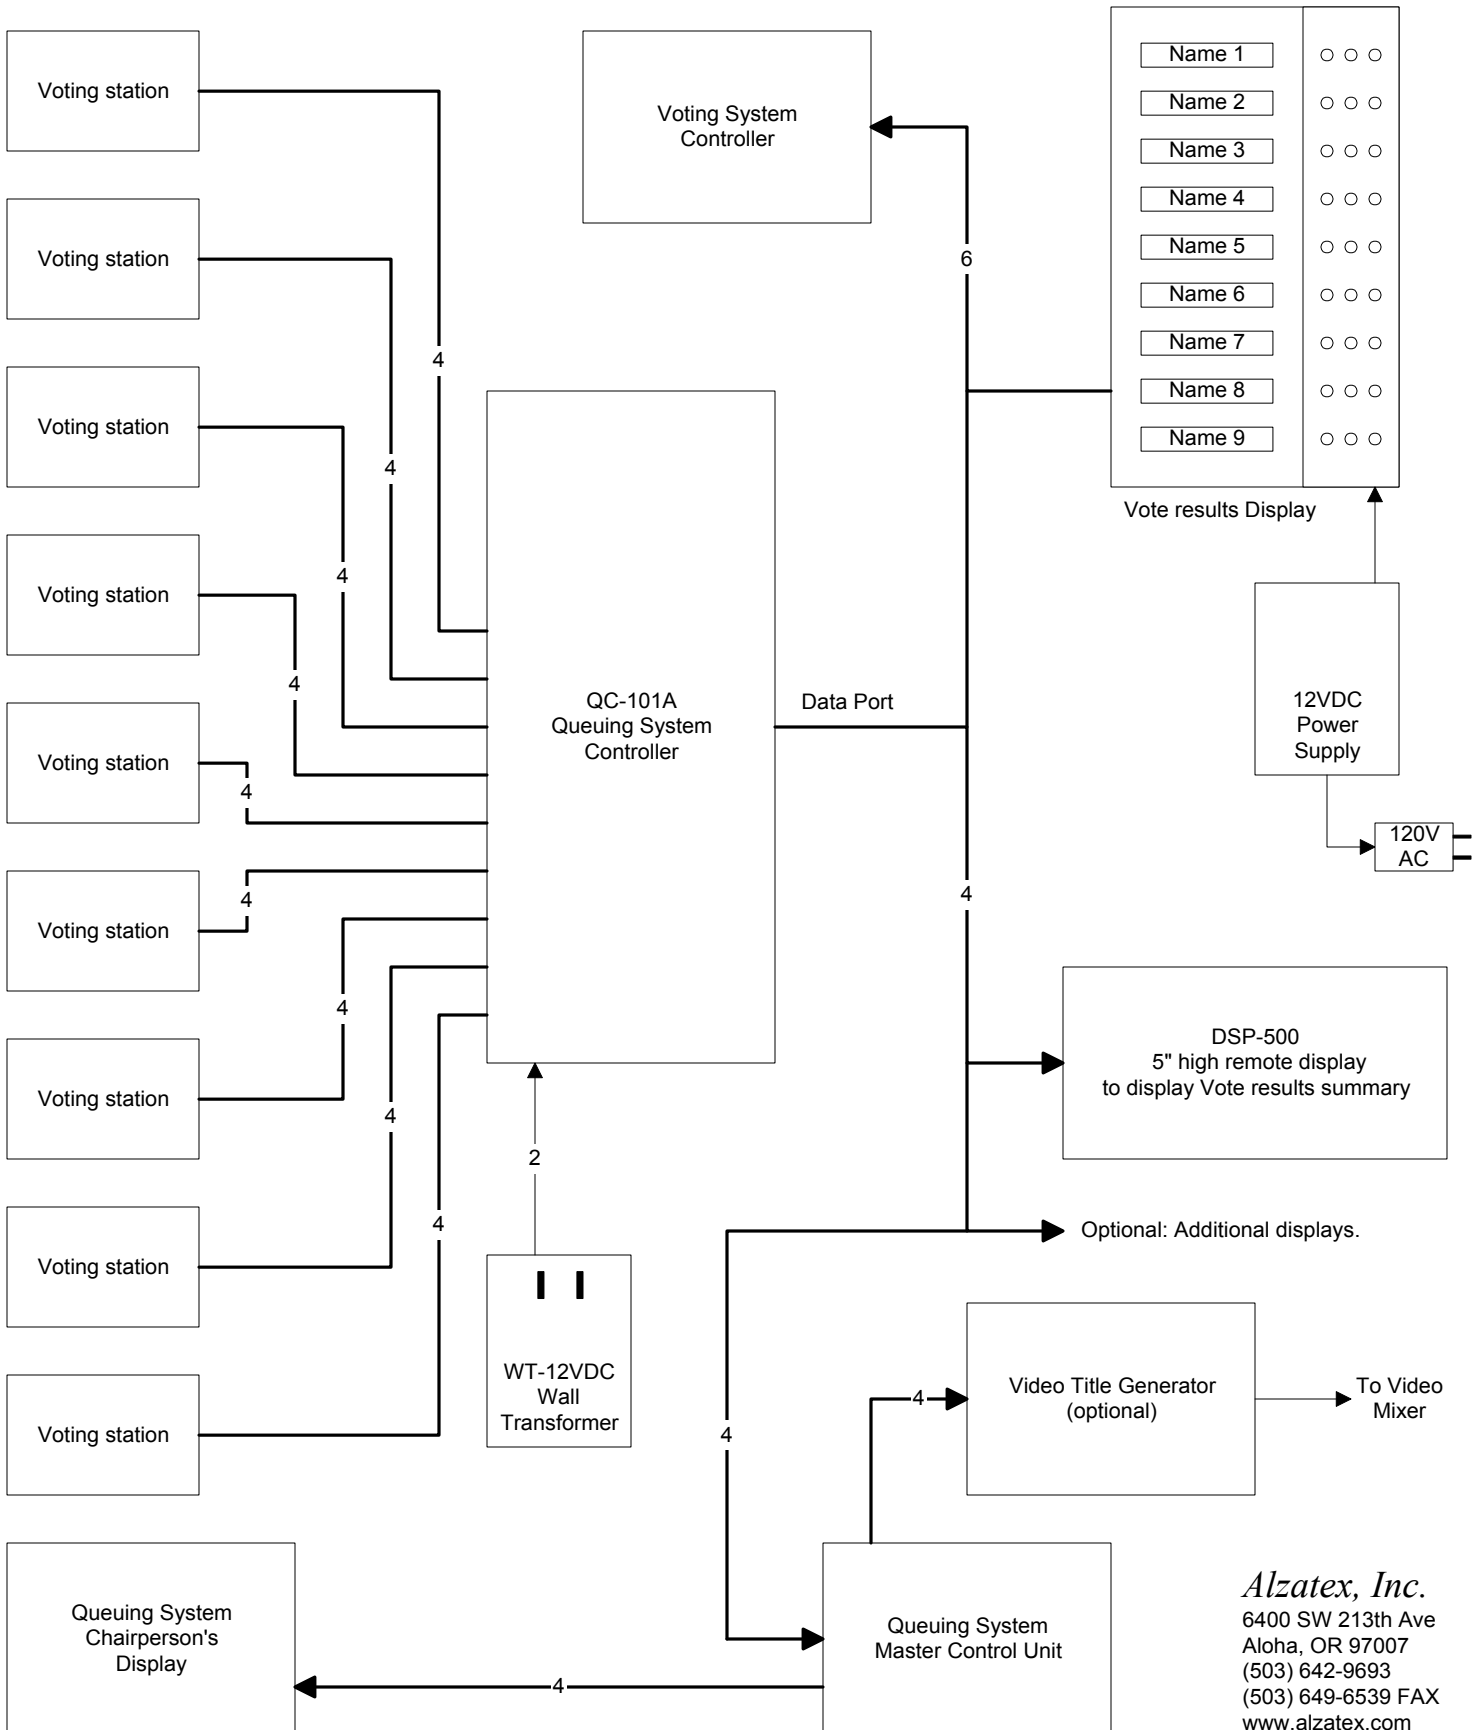 Voting station
Voting station
Voting station
Voting station
Voting station
Voting station
Voting station
Voting station
Voting station
4
4
4
4
4
4
4
4
4
QC-101A
Queuing System
Controller
Data Port
2
WT-12VDC
Wall
Transformer
Voting System
Controller
6
Name 1
Name 2
Name 3
Name 4
Name 5
Name 6
Name 7
Name 8
Name 9
Vote results Display
12VDC
Power
Supply
120V
AC
4
DSP-500
5" high remote display
to display Vote results summary
Optional: Additional displays.
4
4
Video Title Generator
(optional)
To Video
Mixer
Queuing System
Chairperson's
Display
4
Queuing System
Master Control Unit
Alzatex, Inc.
6400 SW 213th Ave
Aloha, OR 97007
(503) 642-9693
(503) 649-6539 FAX
www.alzatex.com